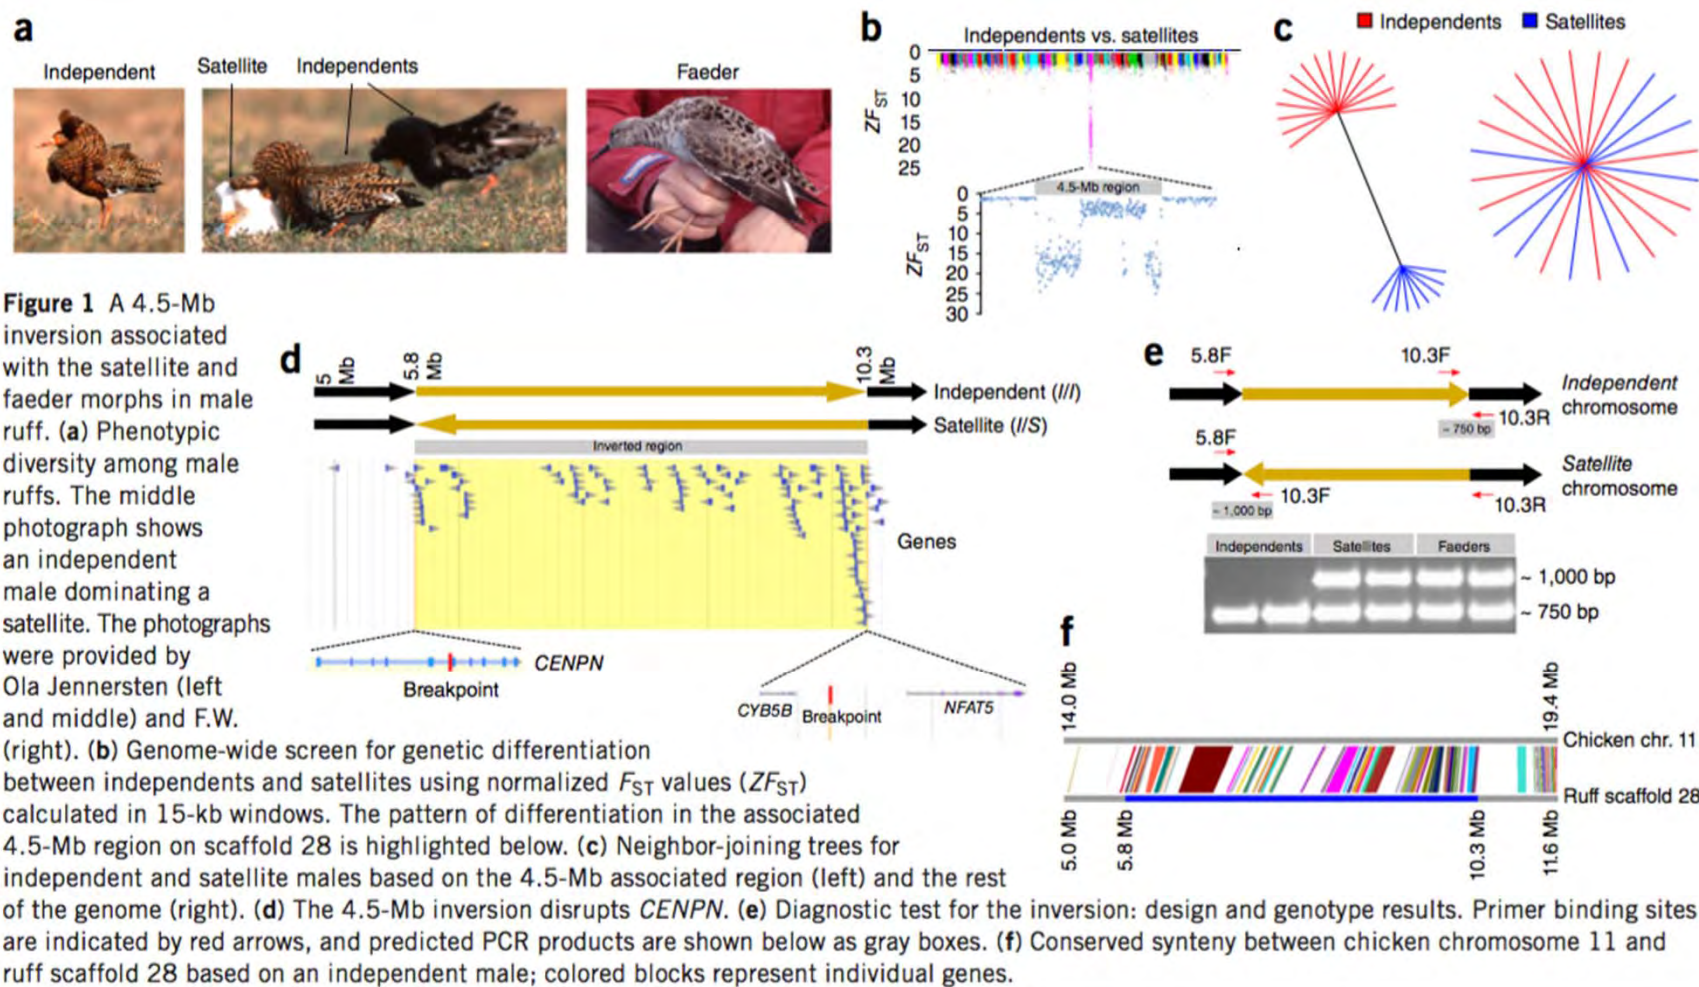 a
Independent
Satellite
Independents
Faeder
b
Independents vs. satellites
0
5
10
15
20
25
ZFST
4.5-Mb region
0
5
10
15
20
25
30
ZFST
c
Independents
Satellites
Figure 1 A 4.5-Mb
inversion associated
with the satellite and
faeder morphs in male
ruff. (a) Phenotypic
diversity among male
ruffs. The middle
photograph shows
an independent
male dominating a
satellite. The photographs
were provided by
Ola Jennersten (left
and middle) and F.W.
(right). (b) Genome-wide screen for genetic differentiation
between independents and satellites using normalized FST values (ZFST)
calculated in 15-kb windows. The pattern of differentiation in the associated
4.5-Mb region on scaffold 28 is highlighted below. (c) Neighbor-joining trees for
independent and satellite males based on the 4.5-Mb associated region (left) and the rest
of the genome (right). (d) The 4.5-Mb inversion disrupts CENPN. (e) Diagnostic test for the inversion: design and genotype results. Primer binding sites
are indicated by red arrows, and predicted PCR products are shown below as gray boxes. (f) Conserved synteny between chicken chromosome 11 and
ruff scaffold 28 based on an independent male; colored blocks represent individual genes.
d
5
Mb
5.8
Mb
10.3
Mb
Independent (I/I)
Satellite (I/S)
Inverted region
Genes
CENPN
Breakpoint
CYB5B
Breakpoint
NFAT5
e
5.8F
10.3F
Independent
chromosome
10.3R
~ 750 bp
5.8F
Satellite
chromosome
10.3F
10.3R
~ 1,000 bp
Independents
Satellites
Faeders
~ 1,000 bp
~ 750 bp
f
14.0 Mb
19.4 Mb
Chicken chr. 11
Ruff scaffold 28
5.0 Mb
5.8 Mb
10.3 Mb
11.6 Mb